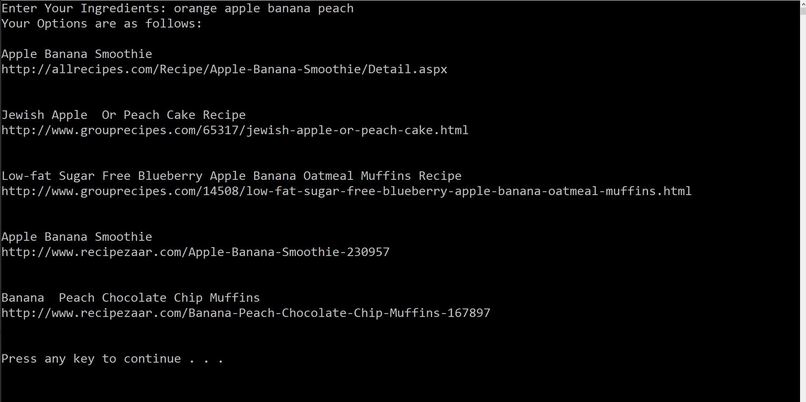 Enter Your Ingredients: orange apple banana peach
Your Options are as follows:
Apple Banana Smoothie
http://allrecipes.com/Recipe/Apple-Banana-Smoothie/Detail.aspx
Jewish Apple  Or Peach Cake Recipe
http://www.grouprecipes.com/65317/jewish-apple-or-peach-cake.html
Low-fat Sugar Free Blueberry Apple Banana Oatmeal Muffins Recipe
http://www.grouprecipes.com/14508/low-fat-sugar-free-blueberry-apple-banana-oatmeal-muffins.html
Apple Banana Smoothie
http://www.recipezaar.com/Apple-Banana-Smoothie-230957
Banana  Peach Chocolate Chip Muffins
http://www.recipezaar.com/Banana-Peach-Chocolate-Chip-Muffins-167897
Press any key to continue . . .